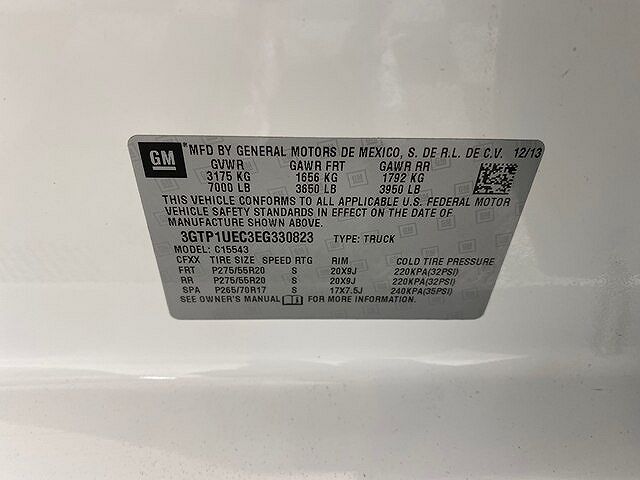 GM *MFD BY GENERAL MOTORS DE MEXICO, S. DE R.L. DE C.V. 12/13
GVWR GAWR FRT GAWR RR
3175 KG 1656 KG 1792 KG
7000 LB 3650 LB 3950 LB
THIS VEHICLE CONFORMS TO ALL APPLICABLE U.S. FEDERAL MOTOR
VEHICLE SAFETY STANDARDS IN EFFECT ON THE DATE OF
MANUFACTURE SHOWN ABOVE.
3GTP1UEC3EG330823 TYPE: TRUCK
MODEL: C15543
CFXX TIRE SIZE SPEED RTG RIM COLD TIRE PRESSURE
FRT P275/55R20 S 20X9J 220KPA(32PSI)
RR P275/55R20 S 20X9J 220KPA(32PSI)
SPA P265/70R17 S 17X7.5J 240KPA(35PSI)
SEE OWNER'S MANUAL FOR MORE INFORMATION.